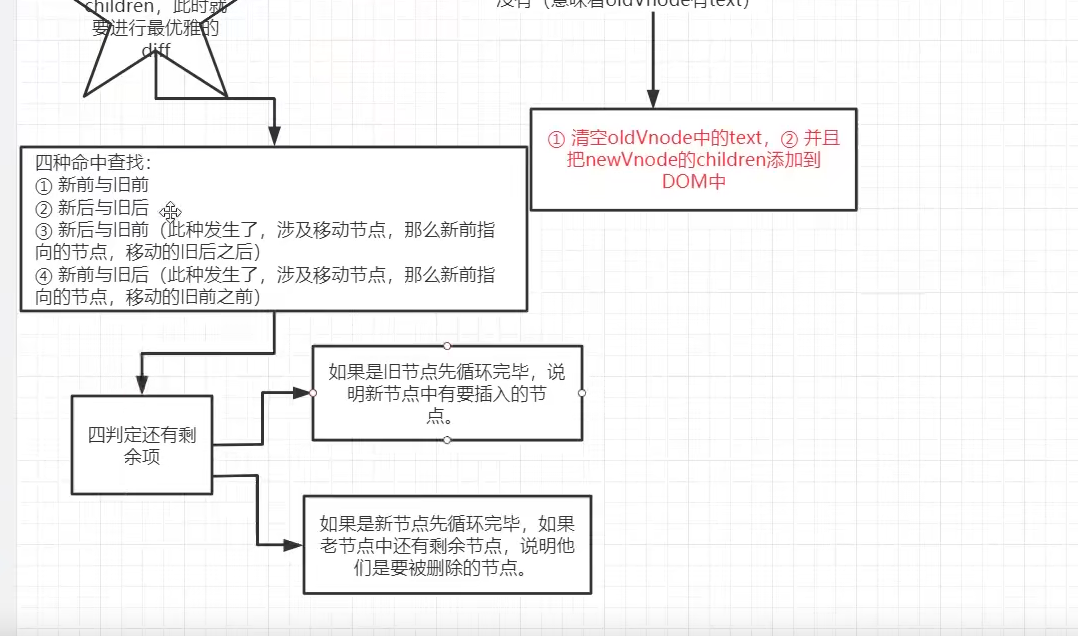 children，此时就
要进行最优雅的
diff
没有（意味着oldVnode有text）
① 清空oldVnode中的text，② 并且
把newVnode的children添加到
DOM中
四种命中查找：
① 新前与旧前
② 新后与旧后
③ 新后与旧前（此种发生了，涉及移动节点，那么新前指
向的节点，移动的旧后之后）
④ 新前与旧后（此种发生了，涉及移动节点，那么新前指
向的节点，移动的旧前之前）
如果是旧节点先循环完毕，说
明新节点中有要插入的节
点。
四判定还有剩
余项
如果是新节点先循环完毕，如果
老节点中还有剩余节点，说明他
们是要被删除的节点。